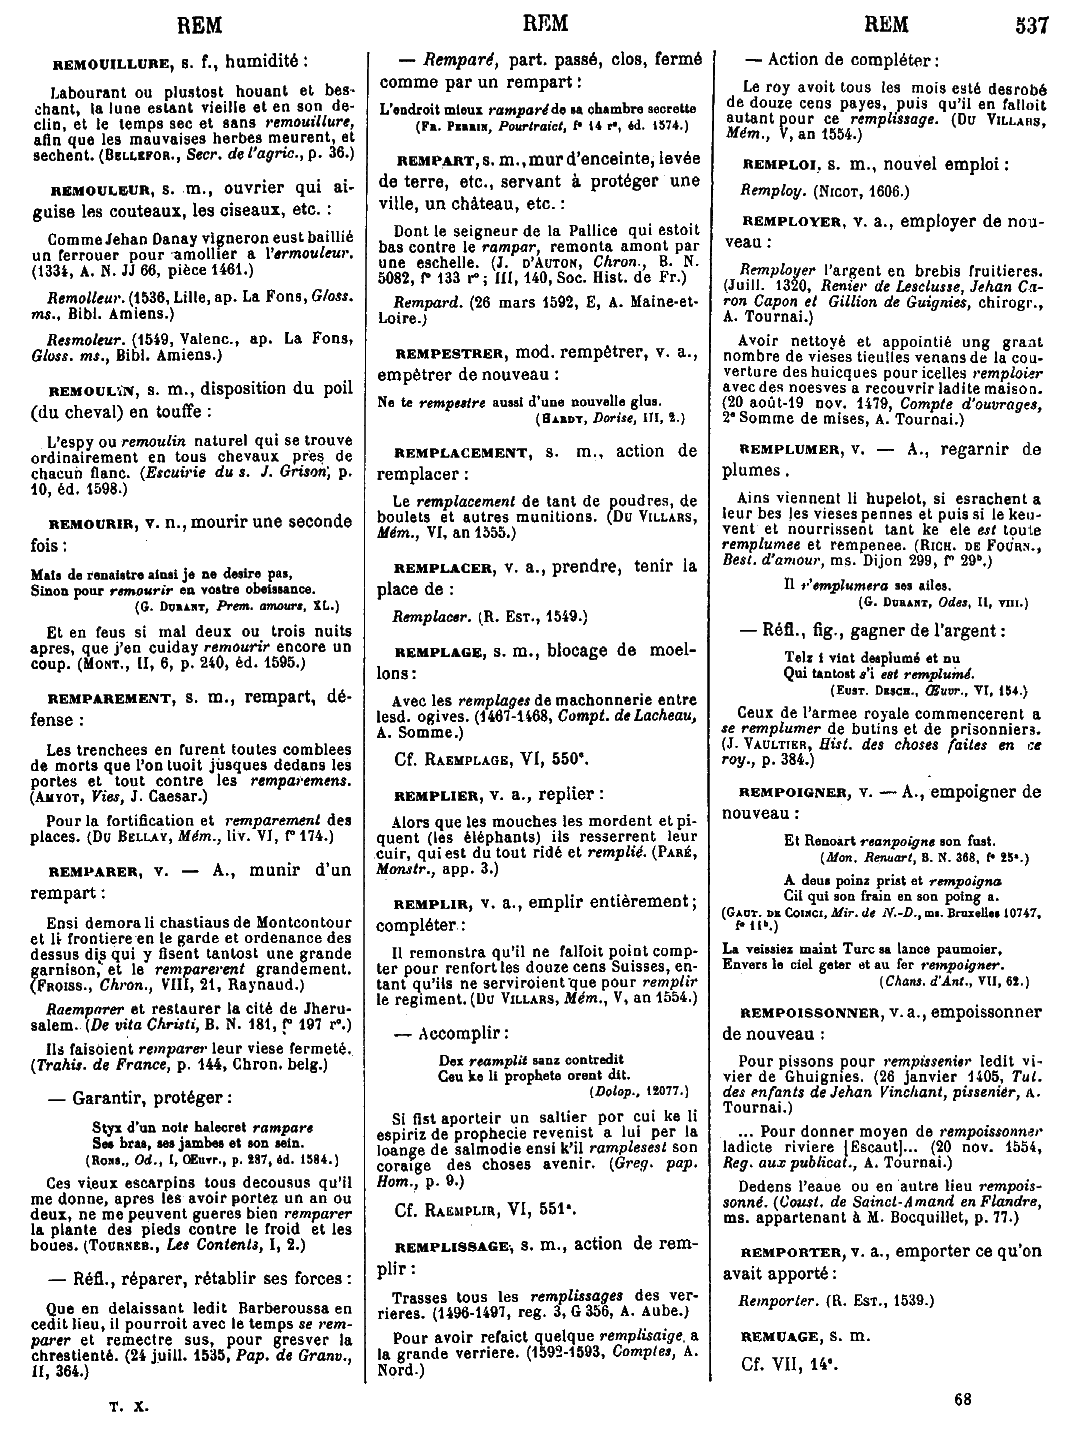 REM
REM
REM 537
REMOUILLURE, s. f., humidité :
Labourant ou plustost houant et bes-
chant, la lune estant vieille et en son de-
clin, et le temps sec et sans remouillure,
afin que les mauvaises herbes meurent, et
sechent. (BELLEFOR., Secr. de l'agric., p. 36.)
REMOULEUR, s. m., ouvrier qui ai-
guise les couteaux, les ciseaux, etc. :
Comme Jehan Danay vigneron eust baillié
un ferrouer pour amollier a l'ermouleur.
(1334, A. N. JJ 66, pièce 1461.)
Remolleur. (1536, Lille, ap. La Fons, Gloss.
ms., Bibl. Amiens.)
Resmoleur. (1549, Valenc., ap. La Fons,
Gloss. ms., Bibl. Amiens.)
REMOULIN, s. m., disposition du poil
(du cheval) en touffe :
L'espy ou remoulin naturel qui se trouve
ordinairement en tous chevaux pres de
chacun flanc. (Escuirie du s. J. Grison, p.
10, éd. 1598.)
REMOURIR, v. n., mourir une seconde
fois :
Mais de renaistre ainsi je ne desire pas,
Sinon pour remourir en vostre obeissance.
(G. DURANT, Prem. amours, XL.)
Et en feus si mal deux ou trois nuits
apres, que j'en cuiday remourir encore un
coup. (MONT., II, 6, p. 240, éd. 1595.)
REMPAREMENT, s. m., rempart, dé-
fense :
Les trenchees en furent toutes comblees
de morts que l'on tuoit jusques dedans les
portes et tout contre les remparemens.
(AMYOT, Vies, J. Caesar.)
Pour la fortification et remparement des
places. (DU BELLAY, Mém., liv. VI, f° 174.)
REMPARER, v. — A., munir d'un
rempart :
Ensi demora li chastiaus de Montcontour
et li frontiere en le garde et ordenance des
dessus dis qui y fisent tantost une grande
garnison, et le remparerent grandement.
(FROISS., Chron., VIII, 21, Raynaud.)
Raemparer et restaurer la cité de Jheru-
salem. (De vita Christi, B. N. 181, f° 197 r°.)
Ils faisoient remparer leur viese fermeté.
(Trahis. de France, p. 144, Chron. belg.)
— Garantir, protéger :
Styx d'un noir halecret rampare
Ses bras, ses jambes et son sein.
(RONS., Od., I, Œuvr., p. 287, éd. 1584.)
Ces vieux escarpins tous decousus qu'il
me donne, apres les avoir portez un an ou
deux, ne me peuvent gueres bien remparer
la plante des pieds contre le froid et les
boues. (TOURNEB., Les Contents, I, 2.)
— Réfl., réparer, rétablir ses forces :
Que en delaissant ledit Barberoussa en
cedit lieu, il pourroit avec le temps se rem-
parer et remectre sus, pour gresver la
chrestienté. (24 juill. 1535, Pap. de Granv.,
II, 364.)
T. X.
— Remparé, part. passé, clos, fermé
comme par un rempart :
L'endroit mieux ramparé de sa chambre secrette
(FR. PERRIN, Pourtraict, f° 14 r°, éd. 1574.)
REMPART, s. m., mur d'enceinte, levée
de terre, etc., servant à protéger une
ville, un château, etc. :
Dont le seigneur de la Pallice qui estoit
bas contre le rampar, remonta amont par
une eschelle. (J. D'AUTON, Chron., B. N.
5082, f° 133 r° ; III, 140, Soc. Hist. de Fr.)
Rempard. (26 mars 1592, E, A. Maine-et-
Loire.)
REMPESTRER, mod. rempêtrer, v. a.,
empêtrer de nouveau :
Ne te rempestre aussi d'une nouvelle glus.
(HARDY, Dorise, III, 2.)
REMPLACEMENT, s. m., action de
remplacer :
Le remplacement de tant de poudres, de
boulets et autres munitions. (DU VILLARS,
Mém., VI, an 1555.)
REMPLACER, v. a., prendre, tenir la
place de :
Remplacer. (R. EST., 1549.)
REMPLAGE, s. m., blocage de moel-
lons :
Avec les remplages de machonnerie entre
lesd. ogives. (1467-1468, Compt. de Lacheau,
A. Somme.)
Cf. RAEMPLAGE, VI, 550ᶜ.
REMPLIER, v. a., replier :
Alors que les mouches les mordent et pi-
quent (les éléphants) ils resserrent leur
cuir, qui est du tout ridé et remplié. (PARÉ,
Monstr., app. 3.)
REMPLIR, v. a., emplir entièrement ;
compléter :
Il remonstra qu'il ne falloit point comp-
ter pour renfort les douze cens Suisses, en-
tant qu'ils ne serviroient que pour remplir
le regiment. (DU VILLARS, Mém., V, an 1554.)
— Accomplir :
Dex reamplit sanz contredit
Ceu ke li prophete orent dit.
(Dolop., 12077.)
Si fist aporteir un saltier por cui ke li
espiriz de prophecie revenist a lui per la
loange de salmodie ensi k'il ramplesest son
coraige des choses avenir. (Greg. pap.
Hom., p. 9.)
Cf. RAEMPLIR, VI, 551ᵃ.
REMPLISSAGE, s. m., action de rem-
plir :
Trasses tous les remplissages des ver-
rieres. (1496-1497, reg. 3, G 356, A. Aube.)
Pour avoir refaict quelque remplisaige a
la grande verriere. (1592-1593, Comptes, A.
Nord.)
— Action de compléter :
Le roy avoit tous les mois esté desrobé
de douze cens payes, puis qu'il en falloit
autant pour ce remplissage. (DU VILLARS,
Mém., V, an 1554.)
REMPLOI, s. m., nouvel emploi :
Remploy. (NICOT, 1606.)
REMPLOYER, v. a., employer de nou-
veau :
Remployer l'argent en brebis fruitieres.
(Juill. 1320, Renier de Lesclusse, Jehan Ca-
ron Capon et Gillion de Guignies, chirogr.,
A. Tournai.)
Avoir nettoyé et appointié ung grant
nombre de vieses tieulles venans de la cou-
verture des huicques pour icelles remploier
avec des noesves a recouvrir ladite maison.
(20 août-19 nov. 1479, Compte d'ouvrages,
2ᵉ Somme de mises, A. Tournai.)
REMPLUMER, v. — A., regarnir de
plumes.
Ains viennent li hupelot, si esrachent a
leur bes les vieses pennes et puis si le keu-
vent et nourrissent tant ke ele est toute
remplumee et rempenee. (RICH. DE FOURN.,
Best. d'amour, ms. Dijon 299, f° 29ᵇ.)
Il r'emplumera ses ailes.
(G. DURANT, Odes, II, VIII.)
— Réfl., fig., gagner de l'argent :
Telz i vint desplumé et nu
Qui tantost s'i est remplumé.
(EUST. DESCH., Œuvr., VI, 154.)
Ceux de l'armee royale commencerent a
se remplumer de butins et de prisonniers.
(J. VAULTIER, Hist. des choses faites en ce
roy., p. 384.)
REMPOIGNER, v. — A., empoigner de
nouveau :
Et Renoart reanpoigne son fust.
(Mon. Renuart, B. N. 368, f° 25ᵃ.)
A deus poinz prist et rempoigna
Cil qui son frain en son poing a.
(GAUT. DE COINCI, Mir. de N.-D., ms. Bruxelles 10747,
f° 11ᵇ.)
La veissiez maint Turc sa lance paumoier,
Envers le ciel geter et au fer rempoigner.
(Chans. d'Ant., VII, 62.)
REMPOISSONNER, v. a., empoissonner
de nouveau :
Pour pissons pour rempissenier ledit vi-
vier de Ghuignies. (26 janvier 1405, Tut.
des enfants de Jehan Vinchant, pissenier, A.
Tournai.)
... Pour donner moyen de rempoissonner
ladicte riviere [Escaut]... (20 nov. 1554,
Reg. aux publicat., A. Tournai.)
Dedens l'eaue ou en autre lieu rempois-
sonné. (Coust. de Sainct-Amand en Flandre,
ms. appartenant à M. Bocquillet, p. 77.)
REMPORTER, v. a., emporter ce qu'on
avait apporté :
Remporter. (R. EST., 1539.)
REMUAGE, s. m.
Cf. VII, 14ᶜ.
68